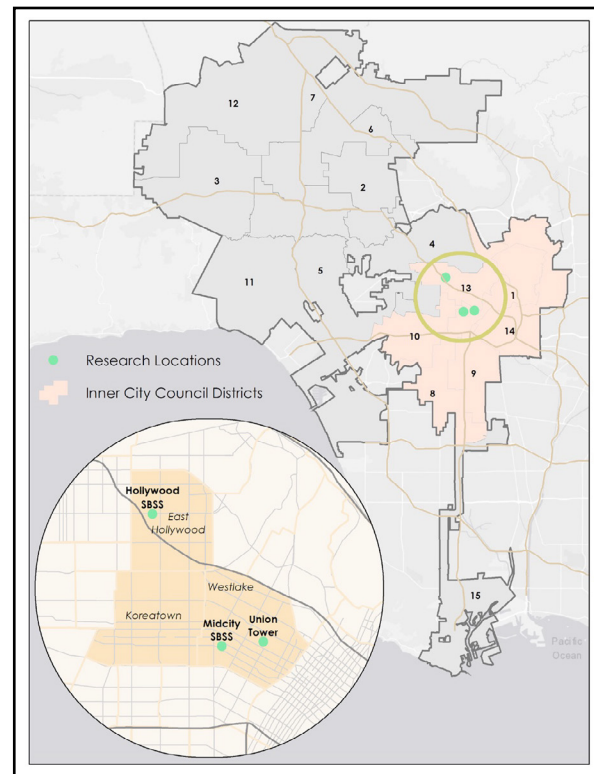 12
7
6
3
2
4
11
5
13
1
14
10
9
8
Research Locations
Inner City Council Districts
Hollywood
SBSS
East
Hollywood
Westlake
Koreatown
Midcity
SBSS
Union
Tower
15
Pacific
Ocean